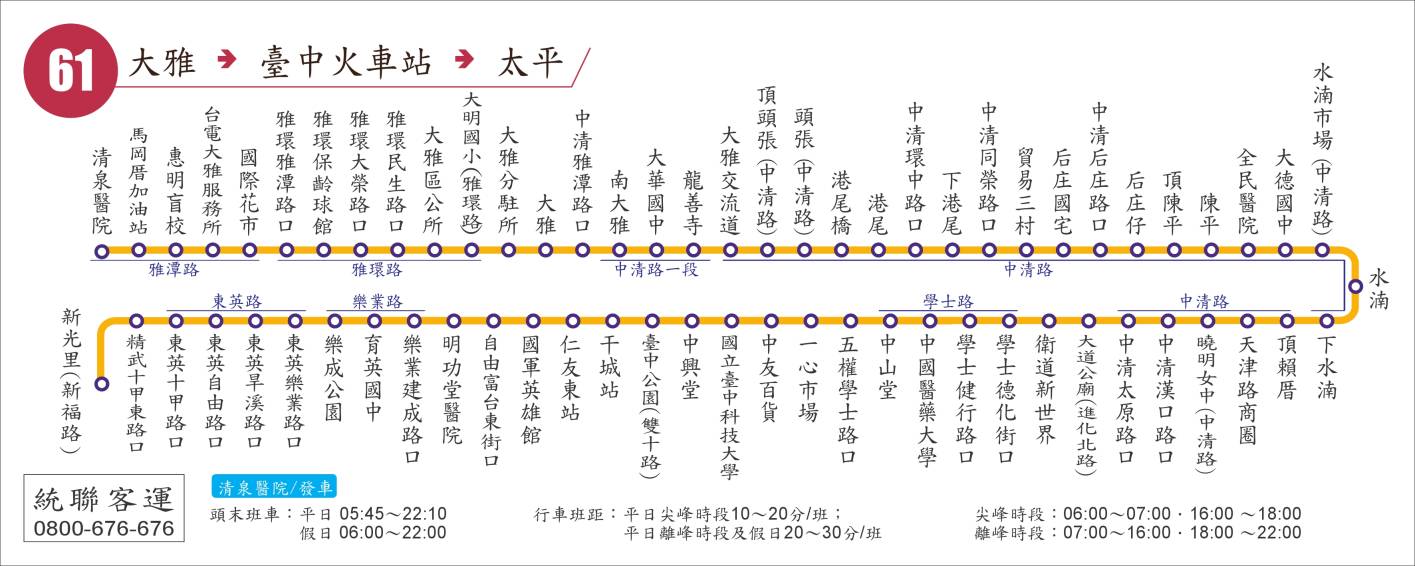 61 大雅 ➔ 臺中火車站 ➔ 太平
清泉醫院
馬岡厝加油站
惠明盲校
台電大雅服務所
國際花市
雅環雅潭路口
雅環保齡球館
雅環大榮路口
雅環民生路口
大雅區公所
大明國小(雅環路)
大雅分駐所
大雅
中清雅潭路口
南大雅
大華國中
龍善寺
大雅交流道
頂頭張(中清路)
頭張(中清路)
港尾橋
港尾
中清環中路口
下港尾
中清同榮路口
貿易三村
后庄國宅
中清后庄路口
后庄仔
頂陳平
陳平
全民醫院
大德國中
水湳市場(中清路)
雅潭路
雅環路
中清路一段
中清路
水湳
東英路
樂業路
學士路
中清路
新光里(新福路)
精武十甲東路口
東英十甲路口
東英自由路口
東英旱溪路口
東英樂業路口
樂成公園
育英國中
樂業建成路口
明功堂醫院
自由富台東街口
國軍英雄館
仁友東站
干城站
臺中公園(雙十路)
中興堂
國立臺中科技大學
中友百貨
一心市場
五權學士路口
中山堂
中國醫藥大學
學士健行路口
學士德化街口
衛道新世界
大道公廟(進化北路)
中清太原路口
中清漢口路口
曉明女中(中清路)
天津路商圈
頂賴厝
下水湳
統聯客運
0800-676-676
清泉醫院/發車
頭末班車：平日 05:45～22:10
假日 06:00～22:00
行車班距：平日尖峰時段10～20分/班；
平日離峰時段及假日20～30分/班
尖峰時段：06:00～07:00．16:00 ～18:00
離峰時段：07:00～16:00．18:00 ～22:00